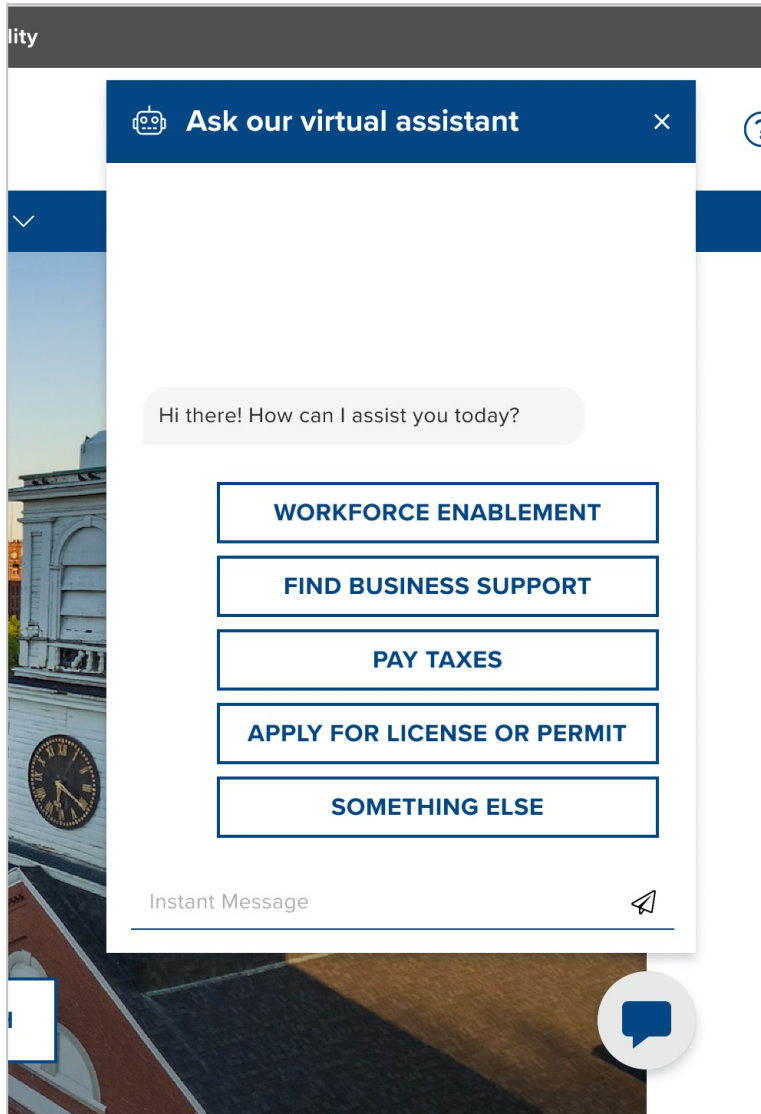 lity
Ask our virtual assistant
Hi there! How can I assist you today?
WORKFORCE ENABLEMENT
FIND BUSINESS SUPPORT
PAY TAXES
APPLY FOR LICENSE OR PERMIT
SOMETHING ELSE
Instant Message